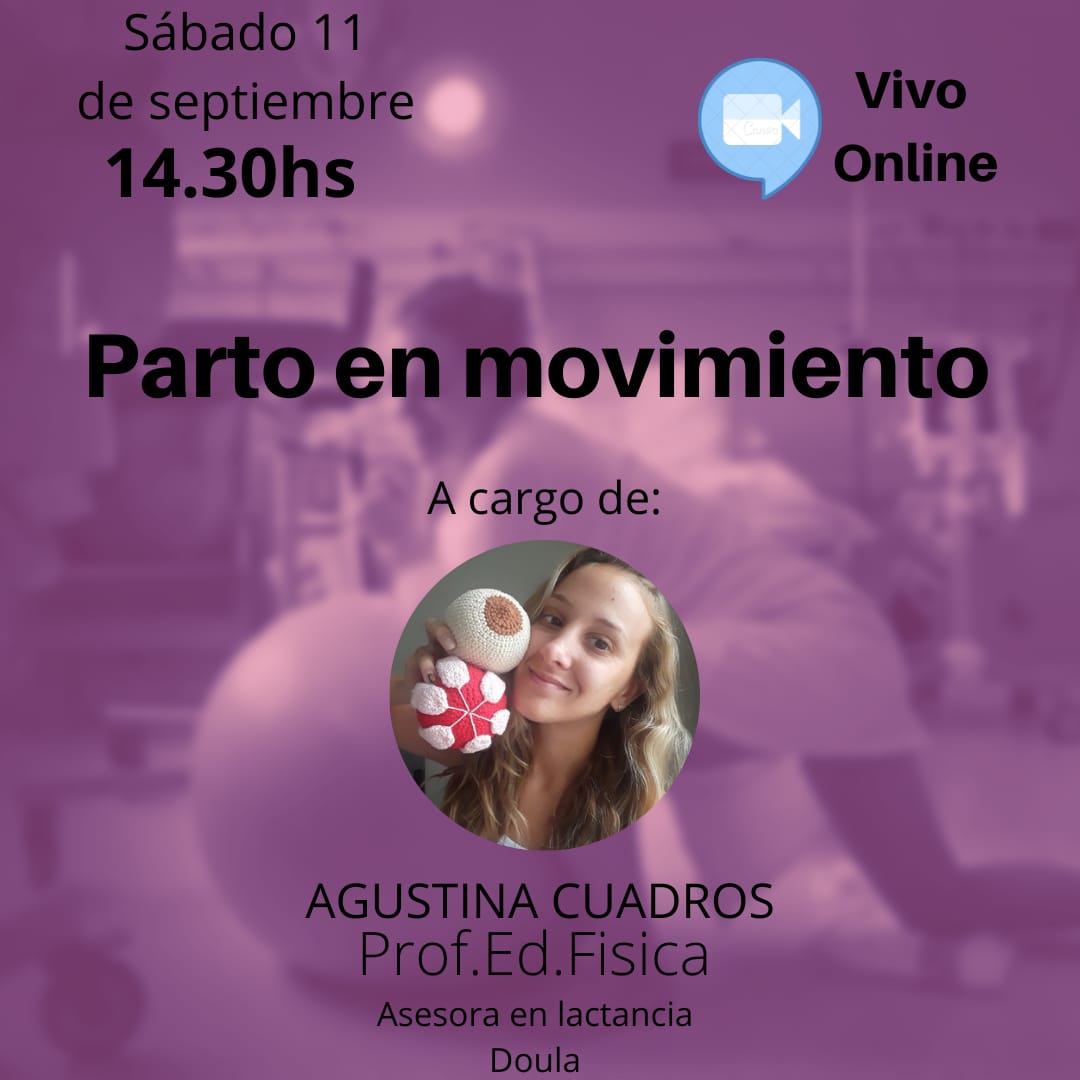 Sábado 11
de septiembre
14.30hs
Canva
Vivo
Online
Parto en movimiento
A cargo de:
AGUSTINA CUADROS
Prof.Ed.Fisica
Asesora en lactancia
Doula